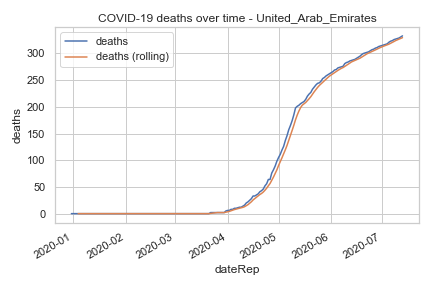 COVID-19 deaths over time - United_Arab_Emirates
deaths
deaths (rolling)
deaths
300
250
200
150
100
50
0
2020-01
2020-02
2020-03
2020-04
2020-05
2020-06
2020-07
dateRep